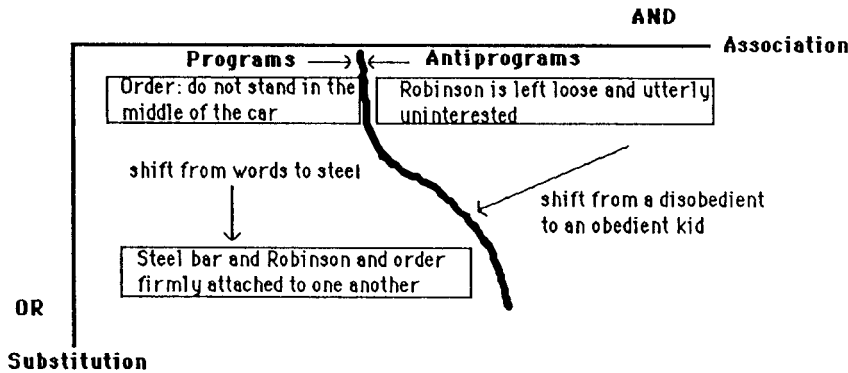 AND
Association
Programs
Antiprograms
Order: do not stand in the
middle of the car
Robinson is left loose and utterly
uninterested
shift from words to steel
shift from a disobedient
to an obedient kid
Steel bar and Robinson and order
firmly attached to one another
OR
Substitution